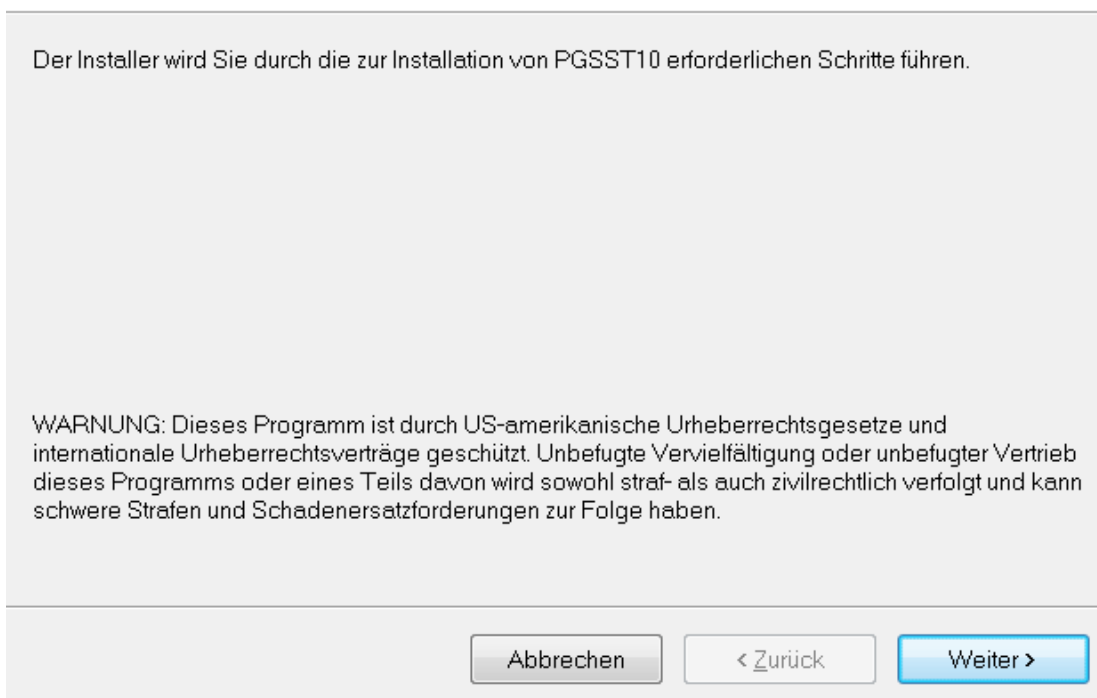 Der Installer wird Sie durch die zur Installation von PGSST10 erforderlichen Schritte führen.
WARNUNG: Dieses Programm ist durch US-amerikanische Urheberrechtsgesetze und
internationale Urheberrechtsverträge geschützt. Unbefugte Vervielfältigung oder unbefugter Vertrieb
dieses Programms oder eines Teils davon wird sowohl straf- als auch zivilrechtlich verfolgt und kann
schwere Strafen und Schadenersatzforderungen zur Folge haben.
Abbrechen < Zurück Weiter >